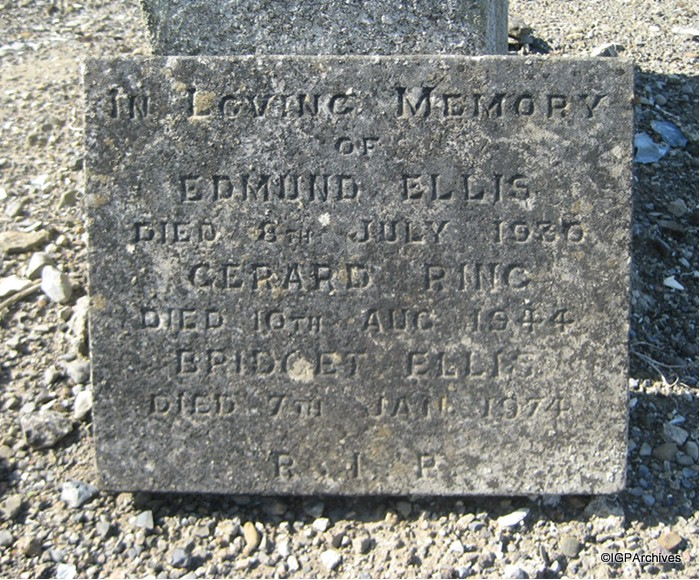 IN LOVING MEMORY
OF
EDMUND ELLIS
DIED 8TH JULY
GERARD RING
DIED 10TH AUG 1944
BRIDGET ELLIS
DIED 7TH JAN 1974
R. I. P.
©IGPArchives